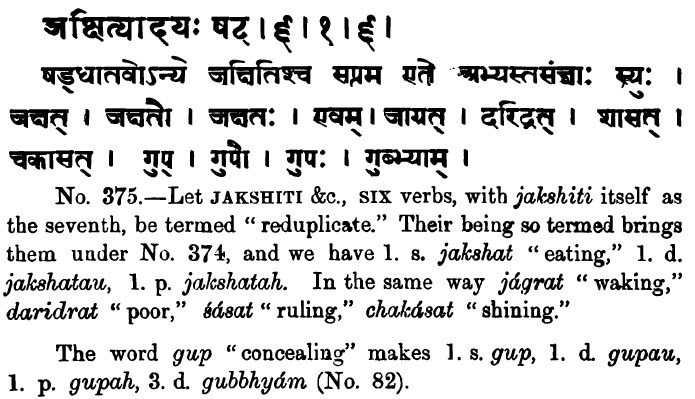 जक्षित्यादयः षट् । ६ । १ । ६ ।
षड्धातवोऽन्ये जक्षितिश्च सप्तम एते अभ्यस्तसंज्ञाः स्युः ।
जक्षत् । जक्षतौ । जक्षतः । एवम् । जाग्रत् । दरिद्रत् । शासत् ।
चकासत् । गुप् । गुपौ । गुपः । गुब्भ्याम् ।
No. 375.—Let JAKSHITI &c., SIX verbs, with jakshiti itself as
the seventh, be termed “reduplicate.” Their being so termed brings
them under No. 374, and we have 1. s. jakshat “eating,” 1. d.
jakshatau, 1. p. jakshatah. In the same way jágrat “waking,”
daridrat “poor,” śásat “ruling,” chakásat “shining.”
The word gup “concealing” makes 1. s. gup, 1. d. gupau,
1. p. gupah, 3. d. gubbhyám (No. 82).